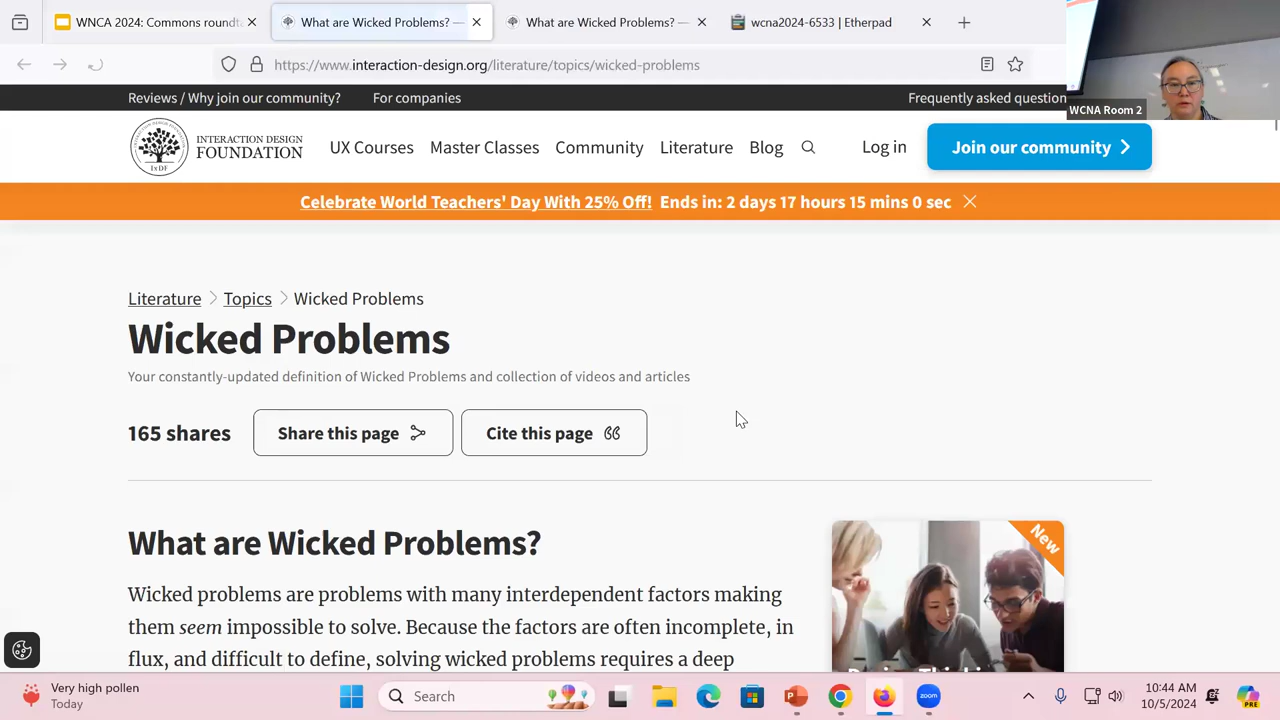 WNCA 2024: Commons roundt
What are Wicked Problems? —
What are Wicked Problems? —
wcna2024-6533 | Etherpad
https://www.interaction-design.org/literature/topics/wicked-problems
WCNA Room 2
Reviews / Why join our community?
For companies
Frequently asked question
INTERACTION DESIGN
FOUNDATION
IxDF
UX Courses
Master Classes
Community
Literature
Blog
Log in
Join our community
Celebrate World Teachers' Day With 25% Off! Ends in: 2 days 17 hours 15 mins 0 sec
Literature > Topics > Wicked Problems
Wicked Problems
Your constantly-updated definition of Wicked Problems and collection of videos and articles
165 shares
Share this page
Cite this page
What are Wicked Problems?
New
Wicked problems are problems with many interdependent factors making
them seem impossible to solve. Because the factors are often incomplete, in
flux, and difficult to define, solving wicked problems requires a deep
Very high pollen
Today
Search
zoom
PRE
10:44 AM
10/5/2024